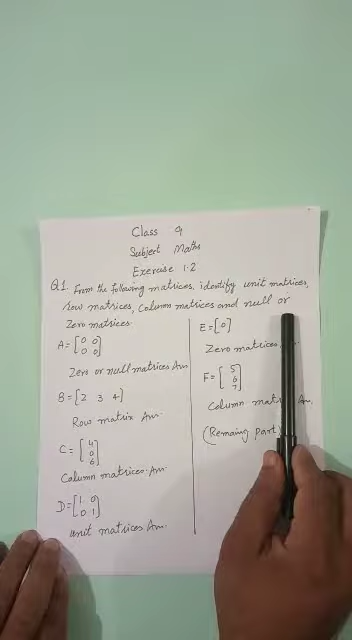 Class 9
Subject Maths
Exercise 1.2
Q1. From the following matrices, identify unit matrices,
row matrices, column matrices and null or
zero matrices.
A = [0 0
0 0]
Zero or null matrices Ans
B = [2 3 4]
Row matrix Ans.
C = [4
0
6]
Column matrices. Ans
D = [1 0
0 1]
unit matrices Ans.
E = [0]
Zero matrices
F = [5
6
7]
Column
(Remaing part